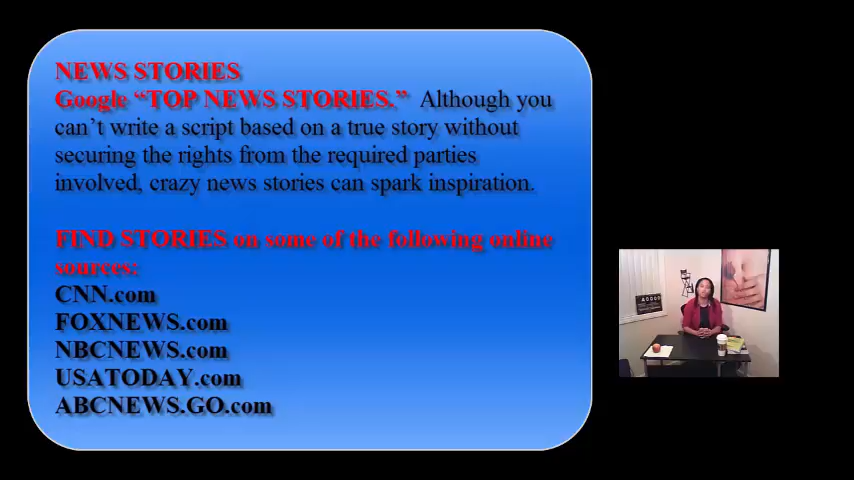 NEWS STORIES
Google “TOP NEWS STORIES.” Although you
can’t write a script based on a true story without
securing the rights from the required parties
involved, crazy news stories can spark inspiration.
FIND STORIES on some of the following online
sources:
CNN.com
FOXNEWS.com
NBCNEWS.com
USATODAY.com
ABCNEWS.GO.com